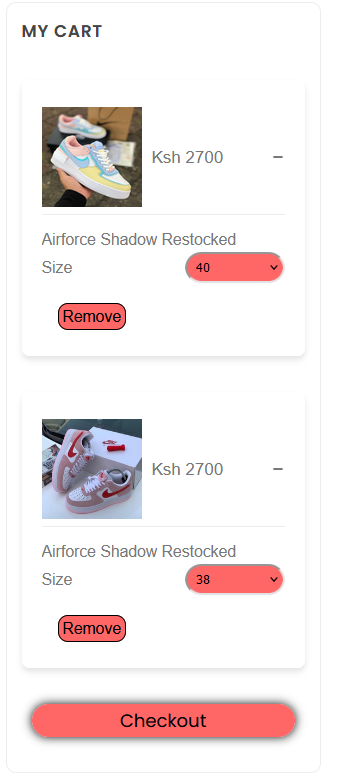 MY CART
Ksh 2700 −
Airforce Shadow Restocked
Size 40
Remove
Ksh 2700 −
Airforce Shadow Restocked
Size 38
Remove
Checkout